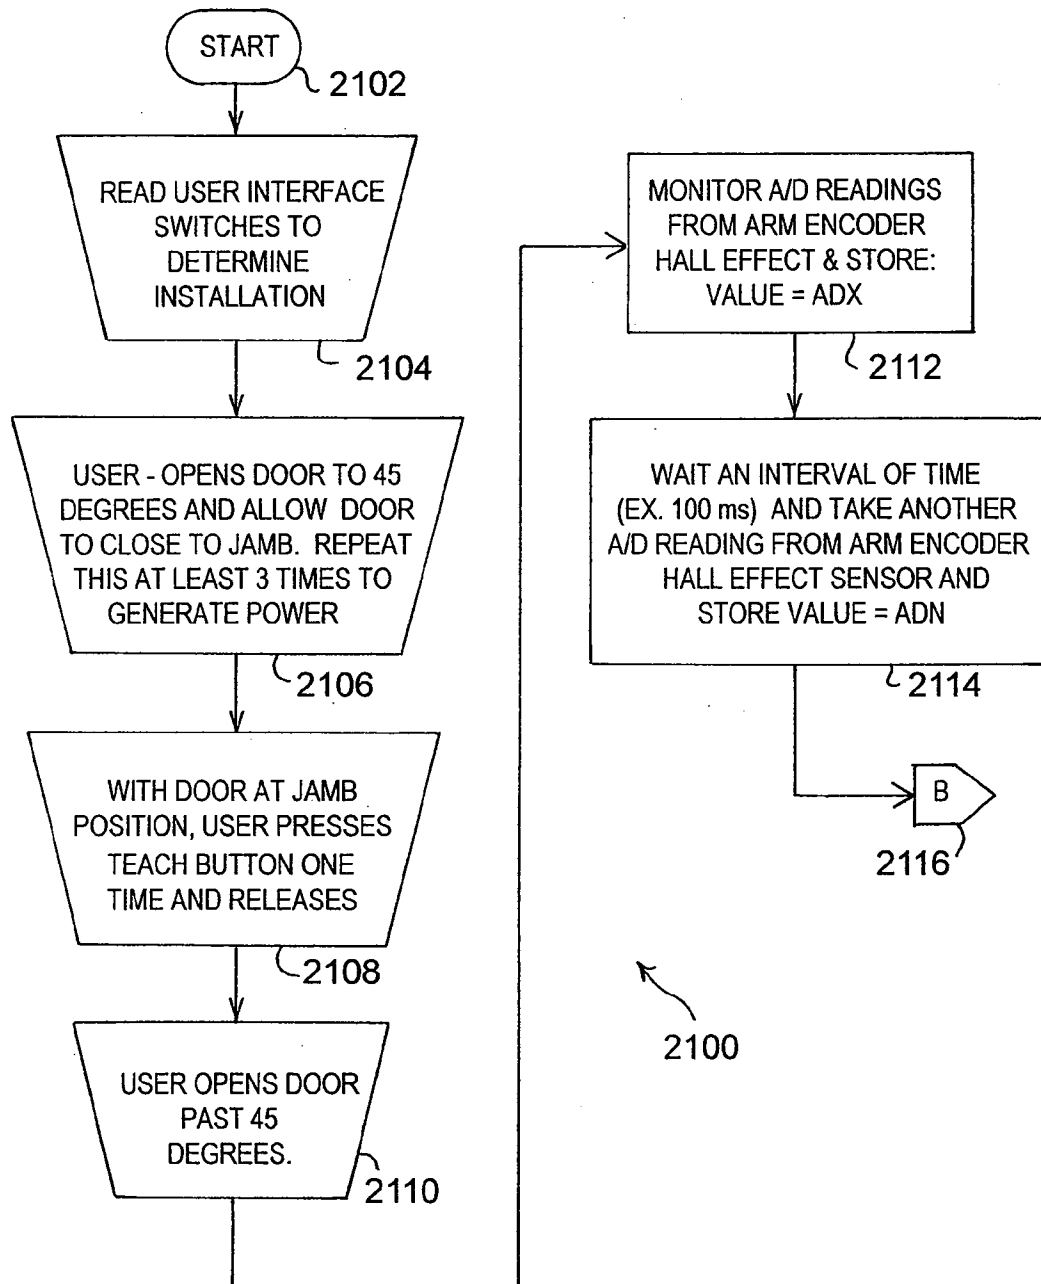 START
2102
READ USER INTERFACE
SWITCHES TO
DETERMINE
INSTALLATION
2104
USER - OPENS DOOR TO 45
DEGREES AND ALLOW DOOR
TO CLOSE TO JAMB. REPEAT
THIS AT LEAST 3 TIMES TO
GENERATE POWER
2106
WITH DOOR AT JAMB
POSITION, USER PRESSES
TEACH BUTTON ONE
TIME AND RELEASES
2108
USER OPENS DOOR
PAST 45
DEGREES.
2110
MONITOR A/D READINGS
FROM ARM ENCODER
HALL EFFECT & STORE:
VALUE = ADX
2112
WAIT AN INTERVAL OF TIME
(EX. 100 ms) AND TAKE ANOTHER
A/D READING FROM ARM ENCODER
HALL EFFECT SENSOR AND
STORE VALUE = ADN
2114
B
2116
2100